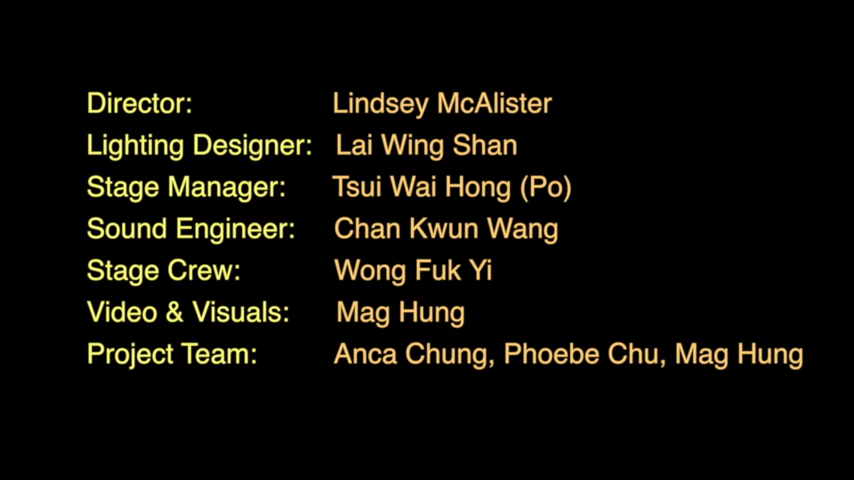 Director: Lindsey McAlister
Lighting Designer: Lai Wing Shan
Stage Manager: Tsui Wai Hong (Po)
Sound Engineer: Chan Kwun Wang
Stage Crew: Wong Fuk Yi
Video & Visuals: Mag Hung
Project Team: Anca Chung, Phoebe Chu, Mag Hung